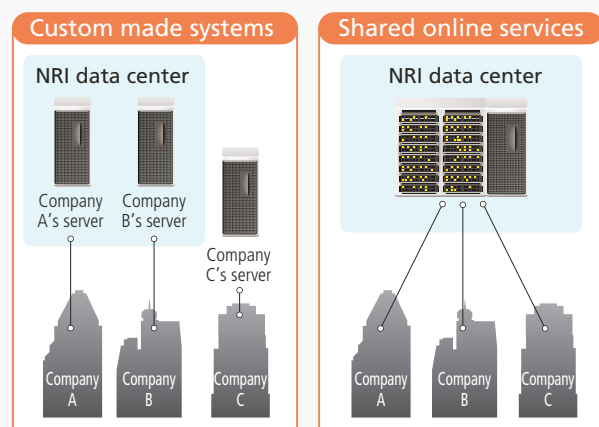 Custom made systems
NRI data center
Company
A's server
Company
B's server
Company
C's server
Company
A
Company
B
Company
C
Shared online services
NRI data center
Company
A
Company
B
Company
C